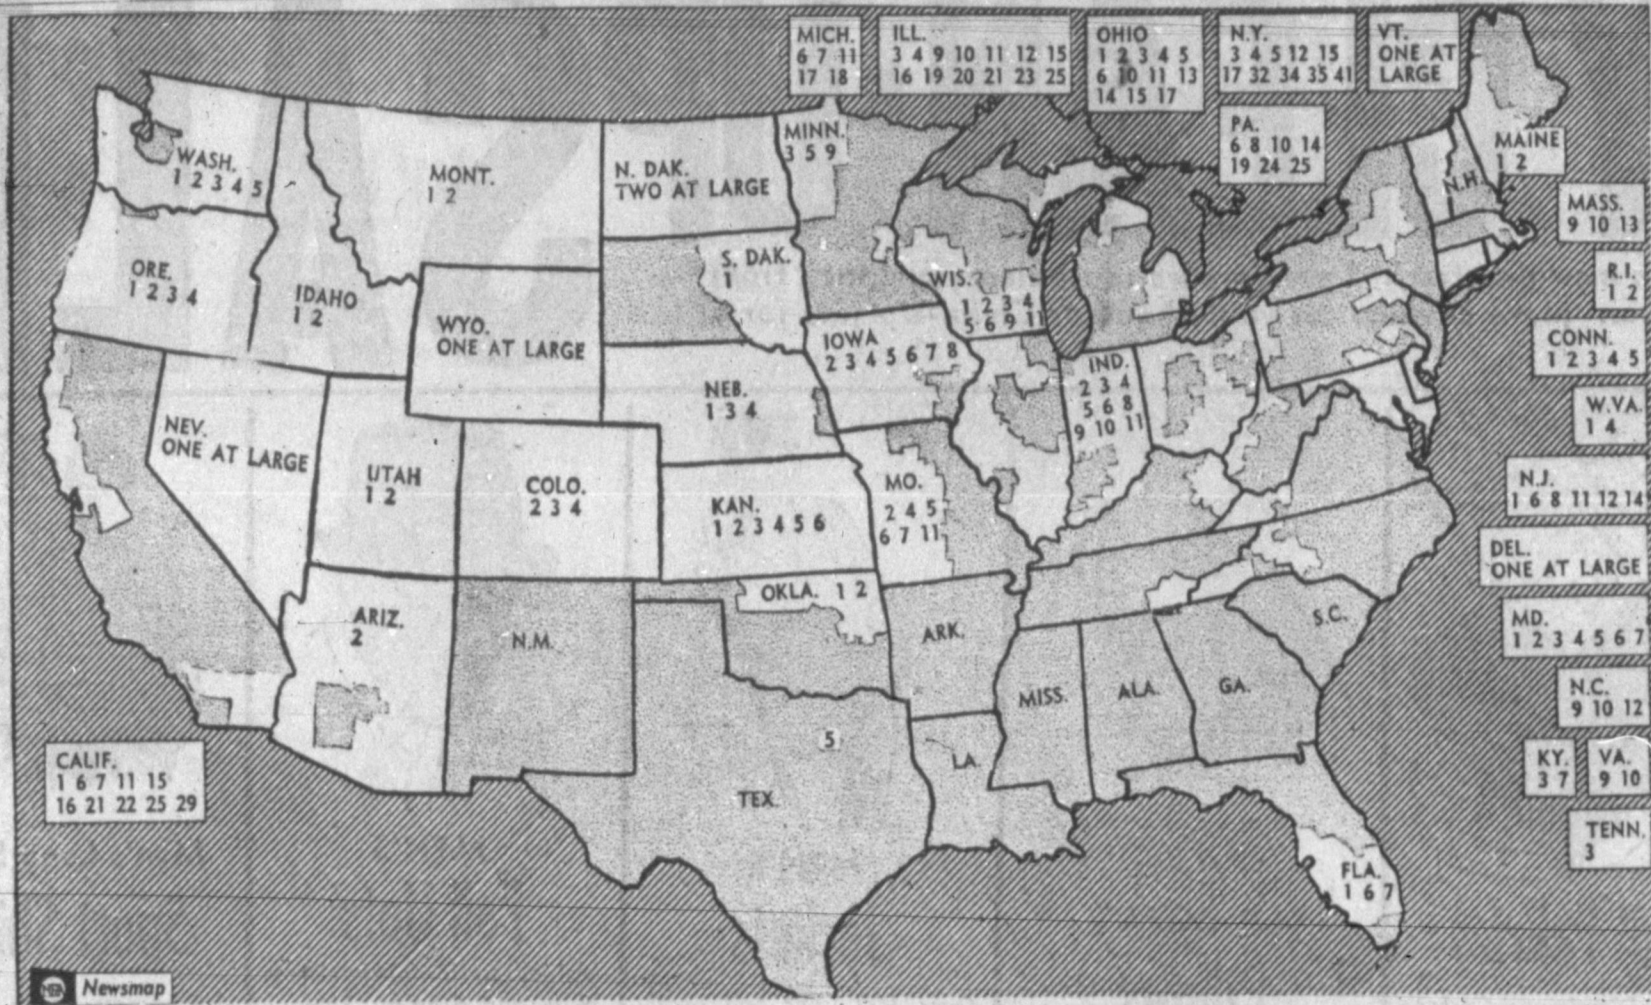 MICH.
6 7 11
17 18
ILL.
3 4 9 10 11 12 15
16 19 20 21 23 25
OHIO
1 2 3 4 5
6 10 11 13
14 15 17
N.Y.
3 4 5 12 15
17 32 34 35 41
VT.
ONE AT
LARGE
PA.
6 8 10 14
19 24 25
WASH.
1 2 3 4 5
MONT.
1 2
N. DAK.
TWO AT LARGE
MINN.
3 5 9
MAINE
1 2
N.H.
MASS.
9 10 13
ORE.
1 2 3 4
IDAHO
1 2
WYO.
ONE AT LARGE
S. DAK.
1
WIS.
1 2 3 4
5 6 9 11
R.I.
1 2
IOWA
2 3 4 5 6 7 8
IND.
2 3 4
5 6 8
9 10 11
CONN.
1 2 3 4 5
NEV.
ONE AT LARGE
UTAH
1 2
COLO.
2 3 4
NEB.
1 3 4
KAN.
1 2 3 4 5 6
MO.
2 4 5
6 7 11
W.VA.
1 4
N.J.
1 6 8 11 12 14
DEL.
ONE AT LARGE
ARIZ.
2
N.M.
OKLA. 1 2
ARK.
S.C.
MD.
1 2 3 4 5 6 7
MISS.
ALA.
GA.
N.C.
9 10 12
CALIF.
1 6 7 11 15
16 21 22 25 29
5
TEX.
LA.
KY.
3 7
VA.
9 10
TENN.
3
FLA.
1 6 7
NEA
Newsmap